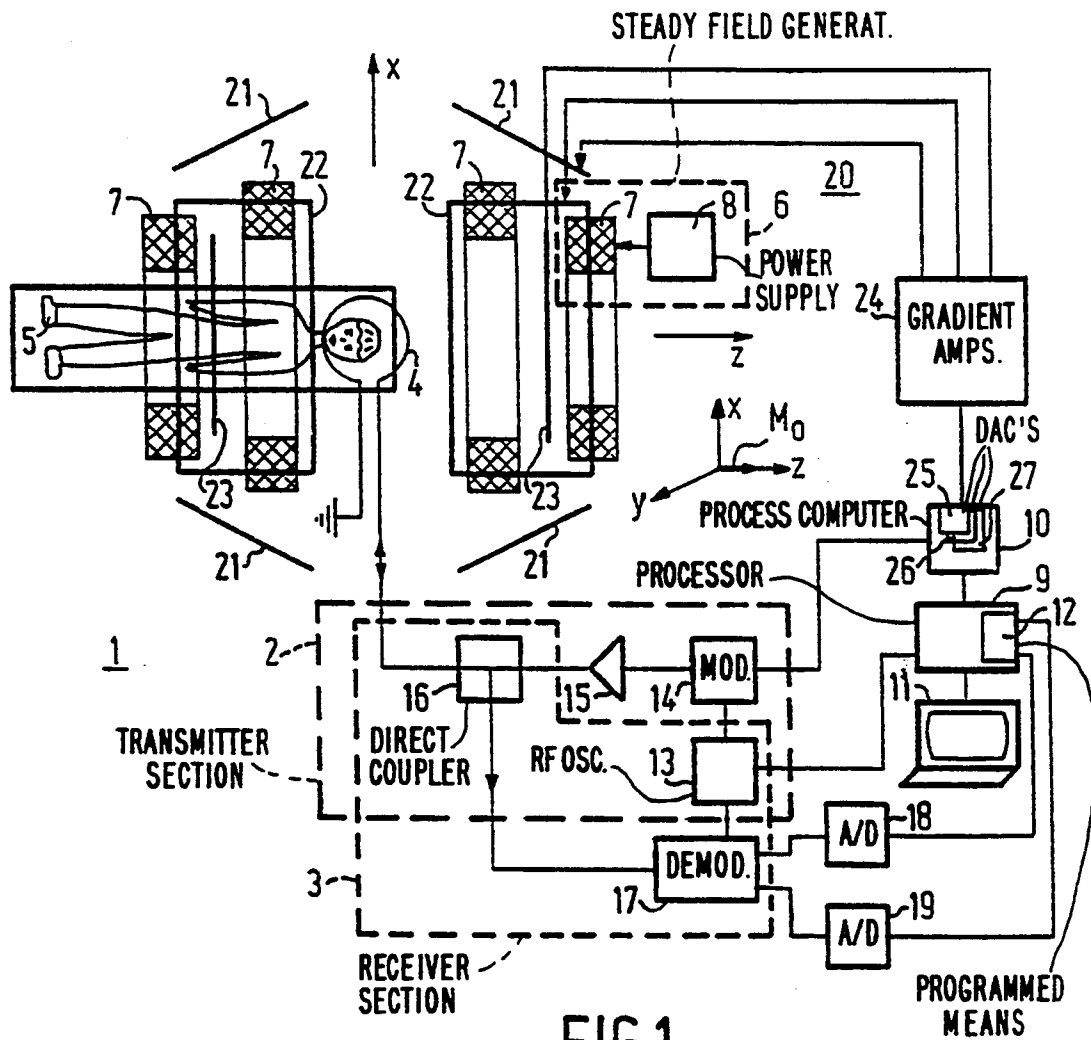 STEADY FIELD GENERAT.
x
21
21
7
22
7
7
22
7
8
6
20
POWER
SUPPLY
24
GRADIENT
AMPS.
5
4
z
23
23
x
M0
z
y
DAC'S
25
27
PROCESS COMPUTER
26
10
21
21
PROCESSOR
9
12
1
2
16
15
MOD.
14
11
TRANSMITTER
SECTION
DIRECT
COUPLER
RF OSC.
13
A/D
18
3
DEMOD.
17
A/D
19
RECEIVER
SECTION
PROGRAMMED
MEANS
FIG.1